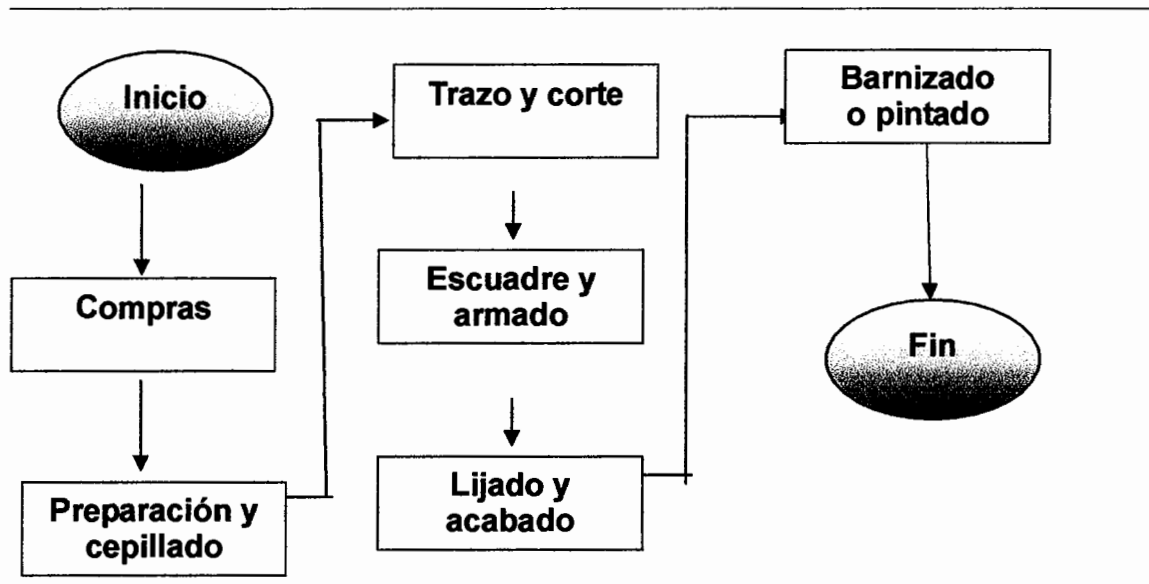 Inicio
Compras
Preparación y
cepillado
Trazo y corte
Escuadre y
armado
Lijado y
acabado
Barnizado
o pintado
Fin